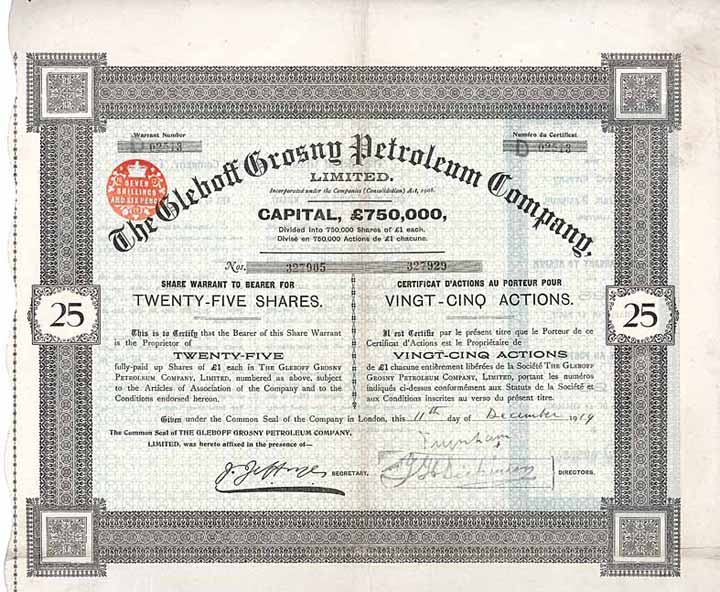 Warrant Number
D 02513
Numéro du Certificat
D 02513
SEVEN
SHILLINGS
AND SIXPENCE
The Gleboff Grosny Petroleum Company,
LIMITED.
Incorporated under the Companies (Consolidation) Act, 1908.
CAPITAL, £750,000,
Divided into 750,000 Shares of £1 each.
Divisé en 750,000 Actions de £1 chacune.
Nos. 327905 327929
SHARE WARRANT TO BEARER FOR
TWENTY-FIVE SHARES.
25
This is to Certify that the Bearer of this Share Warrant
is the Proprietor of
TWENTY-FIVE
fully-paid up Shares of £1 each in THE GLEBOFF GROSNY
PETROLEUM COMPANY, LIMITED, numbered as above, subject
to the Articles of Association of the Company and to the
Conditions endorsed hereon.
CERTIFICAT D'ACTIONS AU PORTEUR POUR
VINGT-CINQ ACTIONS.
25
Il est Certifié par le présent titre que le Porteur de ce
Certificat d'Actions est le Propriétaire de
VINGT-CINQ ACTIONS
de £1 chacune entièrement libérées de la Société THE GLEBOFF
GROSNY PETROLEUM COMPANY, LIMITED, portant les numéros
indiqués ci-dessus conformément aux Statuts de la Société et
aux Conditions inscrites au verso du présent titre.
Given under the Common Seal of the Company in London, this 11th day of December 1919
The Common Seal of THE GLEBOFF GROSNY PETROLEUM COMPANY,
LIMITED, was hereto affixed in the presence of—
SECRETARY.
DIRECTORS.